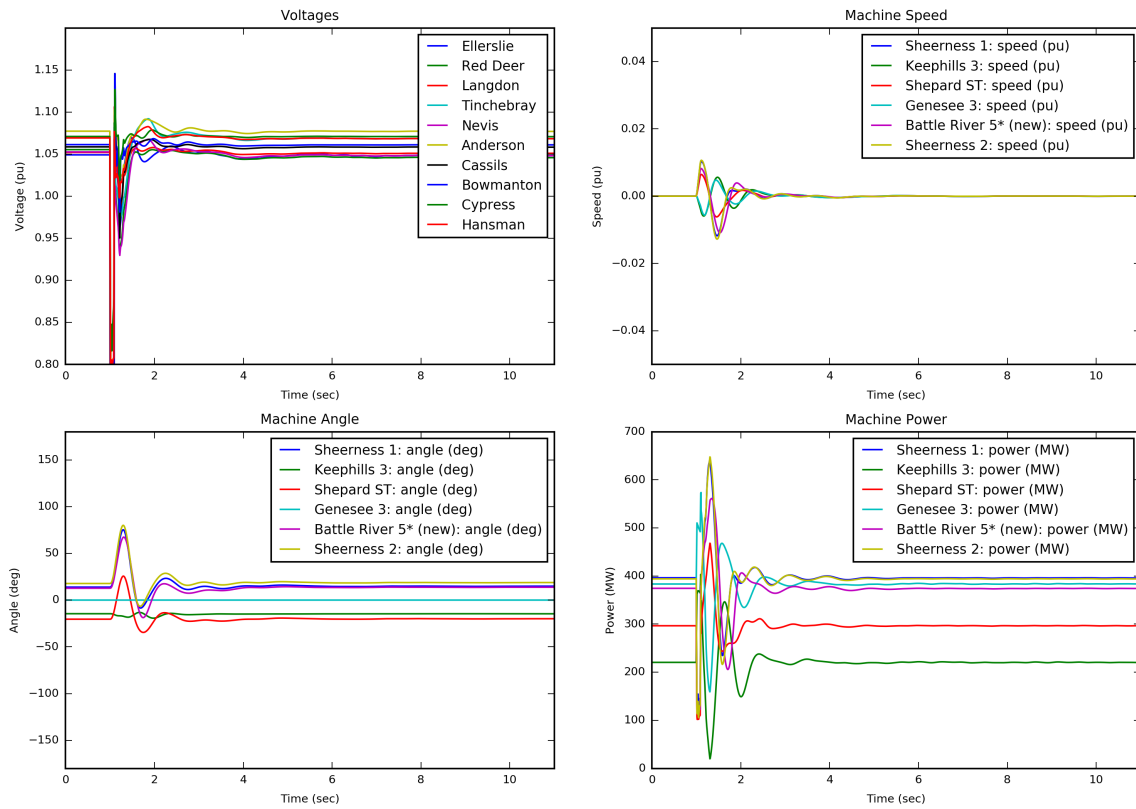 Voltages
1.15
1.10
1.05
1.00
0.95
0.90
0.85
0.80
Voltage (pu)
0 2 4 6 8 10
Time (sec)
Ellerslie
Red Deer
Langdon
Tinchebray
Nevis
Anderson
Cassils
Bowmanton
Cypress
Hansman
Machine Speed
0.04
0.02
0.00
−0.02
−0.04
Speed (pu)
0 2 4 6 8 10
Time (sec)
Sheerness 1: speed (pu)
Keephills 3: speed (pu)
Shepard ST: speed (pu)
Genesee 3: speed (pu)
Battle River 5* (new): speed (pu)
Sheerness 2: speed (pu)
Machine Angle
150
100
50
0
−50
−100
−150
Angle (deg)
0 2 4 6 8 10
Time (sec)
Sheerness 1: angle (deg)
Keephills 3: angle (deg)
Shepard ST: angle (deg)
Genesee 3: angle (deg)
Battle River 5* (new): angle (deg)
Sheerness 2: angle (deg)
Machine Power
700
600
500
400
300
200
100
0
Power (MW)
0 2 4 6 8 10
Time (sec)
Sheerness 1: power (MW)
Keephills 3: power (MW)
Shepard ST: power (MW)
Genesee 3: power (MW)
Battle River 5* (new): power (MW)
Sheerness 2: power (MW)